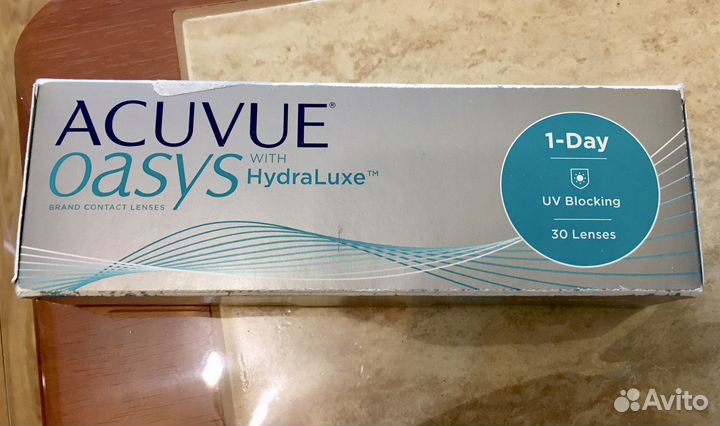 ACUVUE®
oasys WITH HydraLuxe™
BRAND CONTACT LENSES
1-Day
UV Blocking
30 Lenses
Avito